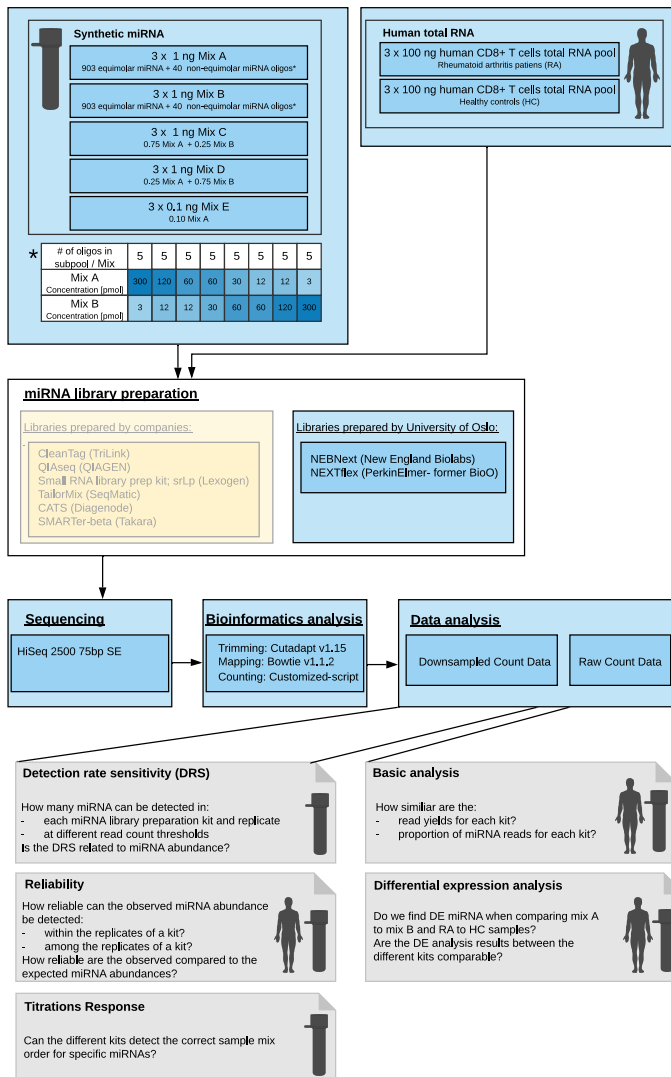 Synthetic miRNA
3 x  1 ng Mix A
903 equimolar miRNA + 40  non-equimolar miRNA oligos*
3 x 1 ng Mix B
903 equimolar miRNA + 40  non-equimolar miRNA oligos*
3 x  1 ng Mix C
0.75 Mix A  + 0.25 Mix B
3 x 1 ng Mix D
0.25 Mix A  + 0.75 Mix B
3 x 0.1 ng Mix E
0.10 Mix A
*
# of oligos in subpool / Mix 5 5 5 5 5 5 5 5
Mix A Concentration [pmol] 300 120 60 60 30 12 12 3
Mix B Concentration [pmol] 3 12 12 30 60 60 120 300
Human total RNA
3 x 100 ng human CD8+ T cells total RNA pool
Rheumatoid arthritis patiens (RA)
3 x 100 ng human CD8+ T cells total RNA pool
Healthy controls (HC)
miRNA library preparation
Libraries prepared by companies:
CleanTag (TriLink)
QIAseq (QIAGEN)
Small RNA library prep kit; srLp (Lexogen)
TailorMix (SeqMatic)
CATS (Diagenode)
SMARTer-beta (Takara)
Libraries prepared by University of Oslo:
NEBNext (New England Biolabs)
NEXTflex (PerkinElmer- former BioO)
Sequencing
HiSeq 2500 75bp SE
Bioinformatics analysis
Trimming: Cutadapt v1.15
Mapping: Bowtie v1.1.2
Counting: Customized-script
Data analysis
Downsampled Count Data
Raw Count Data
Detection rate sensitivity (DRS)
How many miRNA can be detected in:
- each miRNA library preparation kit and replicate
- at different read count thresholds
Is the DRS related to miRNA abundance?
Basic analysis
How similiar are the:
- read yields for each kit?
- proportion of miRNA reads for each kit?
Reliability
How reliable can the observed miRNA abundance
be detected:
- within the replicates of a kit?
- among the replicates of a kit?
How reliable are the observed compared to the
expected miRNA abundances?
Differential expression analysis
Do we find DE miRNA when comparing mix A
to mix B and RA to HC samples?
Are the DE analysis results between the
different kits comparable?
Titrations Response
Can the different kits detect the correct sample mix
order for specific miRNAs?